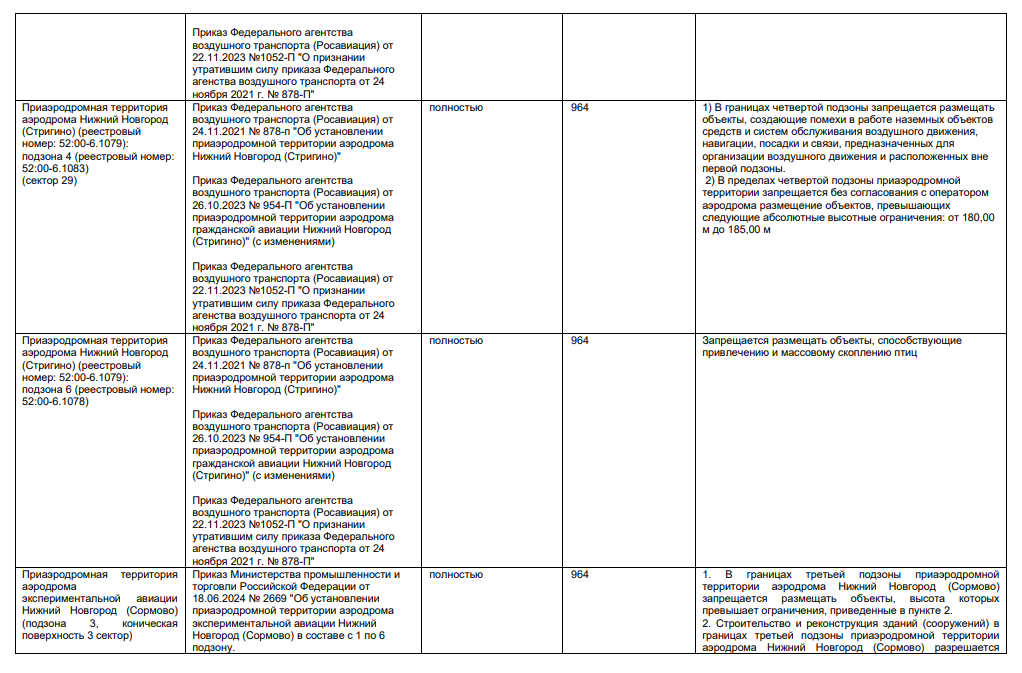 Приказ Федерального агентства
воздушного транспорта (Росавиация) от
22.11.2023 №1052-П "О признании
утратившим силу приказа Федерального
агенства воздушного транспорта от 24
ноября 2021 г. № 878-П"
Приаэродромная территория
аэродрома Нижний Новгород
(Стригино) (реестровый
номер: 52:00-6.1079):
подзона 4 (реестровый номер:
52:00-6.1083)
(сектор 29)
Приказ Федерального агентства
воздушного транспорта (Росавиация) от
24.11.2021 № 878-п "Об установлении
приаэродромной территории аэродрома
Нижний Новгород (Стригино)"
Приказ Федерального агентства
воздушного транспорта (Росавиация) от
26.10.2023 № 954-П "Об установлении
приаэродромной территории аэродрома
гражданской авиации Нижний Новгород
(Стригино)" (с изменениями)
Приказ Федерального агентства
воздушного транспорта (Росавиация) от
22.11.2023 №1052-П "О признании
утратившим силу приказа Федерального
агенства воздушного транспорта от 24
ноября 2021 г. № 878-П"
полностью
964
1) В границах четвертой подзоны запрещается размещать
объекты, создающие помехи в работе наземных объектов
средств и систем обслуживания воздушного движения,
навигации, посадки и связи, предназначенных для
организации воздушного движения и расположенных вне
первой подзоны.
2) В пределах четвертой подзоны приаэродромной
территории запрещается без согласования с оператором
аэродрома размещение объектов, превышающих
следующие абсолютные высотные ограничения: от 180,00
м до 185,00 м
Приаэродромная территория
аэродрома Нижний Новгород
(Стригино) (реестровый
номер: 52:00-6.1079):
подзона 6 (реестровый номер:
52:00-6.1078)
Приказ Федерального агентства
воздушного транспорта (Росавиация) от
24.11.2021 № 878-п "Об установлении
приаэродромной территории аэродрома
Нижний Новгород (Стригино)"
Приказ Федерального агентства
воздушного транспорта (Росавиация) от
26.10.2023 № 954-П "Об установлении
приаэродромной территории аэродрома
гражданской авиации Нижний Новгород
(Стригино)" (с изменениями)
Приказ Федерального агентства
воздушного транспорта (Росавиация) от
22.11.2023 №1052-П "О признании
утратившим силу приказа Федерального
агенства воздушного транспорта от 24
ноября 2021 г. № 878-П"
полностью
964
Запрещается размещать объекты, способствующие
привлечению и массовому скоплению птиц
Приаэродромная территория
аэродрома
экспериментальной авиации
Нижний Новгород (Сормово)
(подзона 3, коническая
поверхность 3 сектор)
Приказ Министерства промышленности и
торговли Российской Федерации от
18.06.2024 № 2669 "Об установлении
приаэродромной территории аэродрома
экспериментальной авиации Нижний
Новгород (Сормово) в составе с 1 по 6
подзону.
полностью
964
1. В границах третьей подзоны приаэродромной
территории аэродрома Нижний Новгород (Сормово)
запрещается размещать объекты, высота которых
превышает ограничения, приведенные в пункте 2.
2. Строительство и реконструкция зданий (сооружений) в
границах третьей подзоны приаэродромной территории
аэродрома Нижний Новгород (Сормово) разрешается